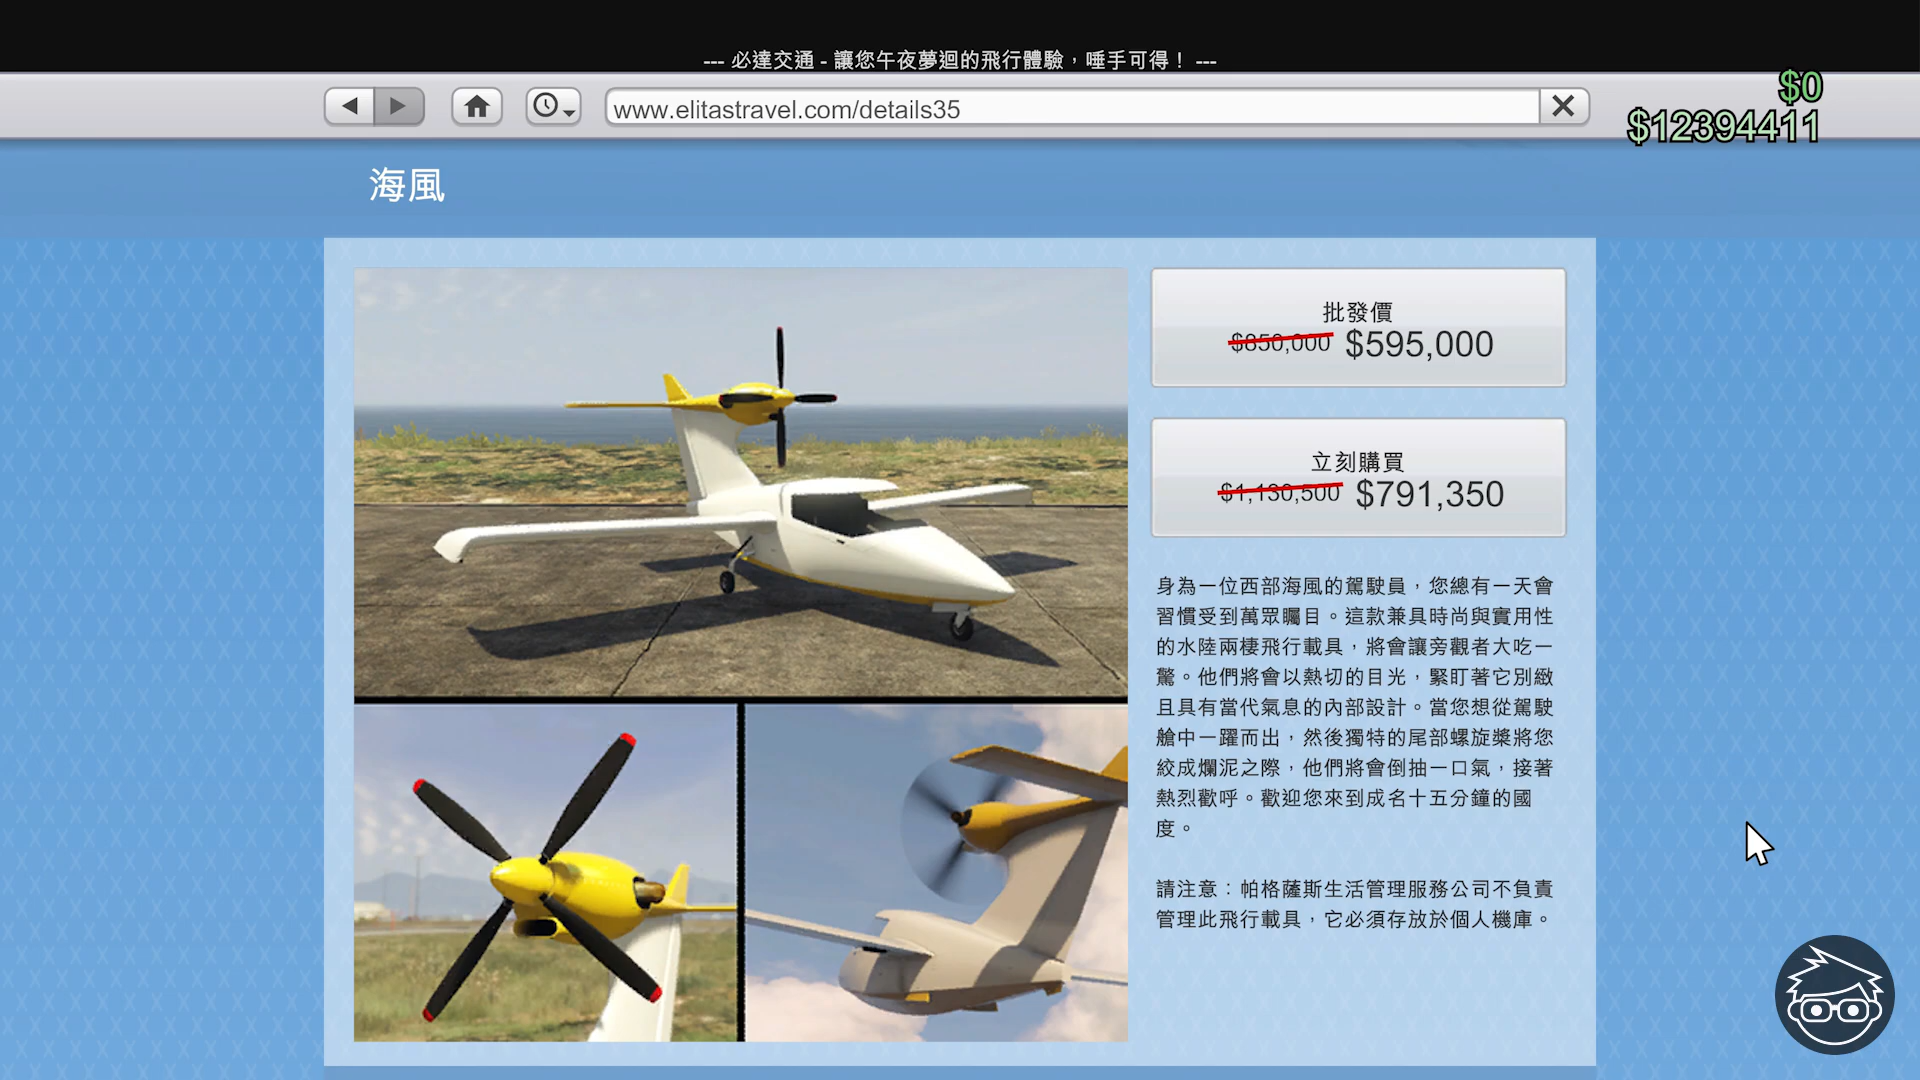 --- 必達交通 - 讓您午夜夢迴的飛行體驗，唾手可得！ ---
$0
www.elitastravel.com/details35
$12394411
海風
批發價
$850,000 $595,000
立刻購買
$1,130,500 $791,350
身為一位西部海風的駕駛員，您總有一天會
習慣受到萬眾矚目。這款兼具時尚與實用性
的水陸兩棲飛行載具，將會讓旁觀者大吃一
驚。他們將會以熱切的目光，緊盯著它別緻
且具有當代氣息的內部設計。當您想從駕駛
艙中一躍而出，然後獨特的尾部螺旋槳將您
絞成爛泥之際，他們將會倒抽一口氣，接著
熱烈歡呼。歡迎您來到成名十五分鐘的國
度。
請注意：帕格薩斯生活管理服務公司不負責
管理此飛行載具，它必須存放於個人機庫。